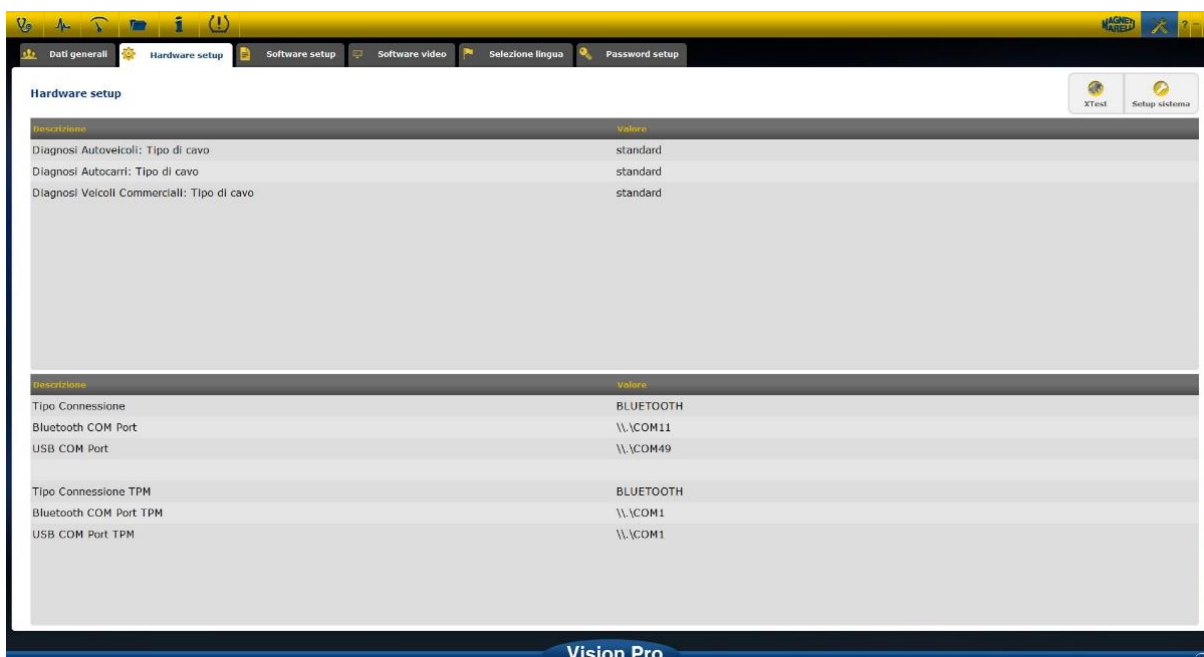 MAGNETI
MARELLI
?
Dati generali Hardware setup Software setup Software video Selezione lingua Password setup
Hardware setup
XTest Setup sistema
Descrizione Valore
Diagnosi Autoveicoli: Tipo di cavo standard
Diagnosi Autocarri: Tipo di cavo standard
Diagnosi Veicoli Commerciali: Tipo di cavo standard
Descrizione Valore
Tipo Connessione BLUETOOTH
Bluetooth COM Port \\.\COM11
USB COM Port \\.\COM49
Tipo Connessione TPM BLUETOOTH
Bluetooth COM Port TPM \\.\COM1
USB COM Port TPM \\.\COM1
Vision Pro